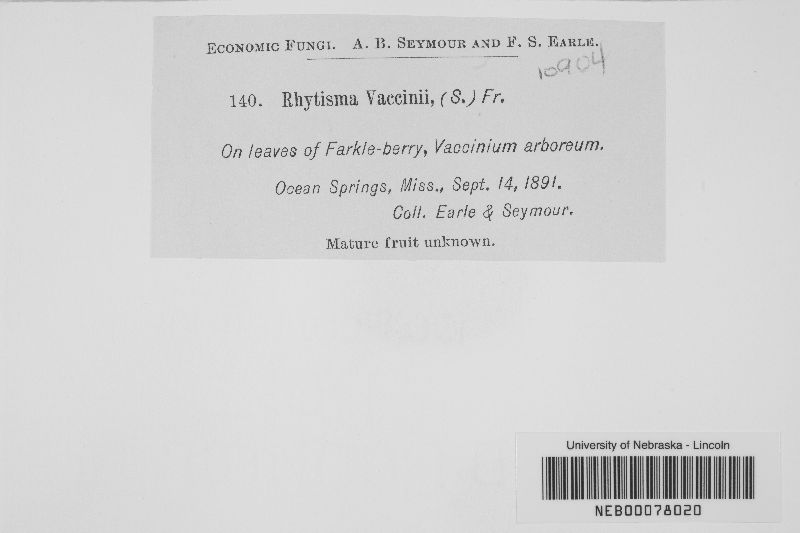 Economic Fungi. A. B. Seymour and F. S. Earle.
10904
140. Rhytisma Vaccinii, (S.) Fr.
On leaves of Farkle-berry, Vaccinium arboreum.
Ocean Springs, Miss., Sept. 14, 1891.
Coll. Earle & Seymour.
Mature fruit unknown.
University of Nebraska - Lincoln
NEB00078020